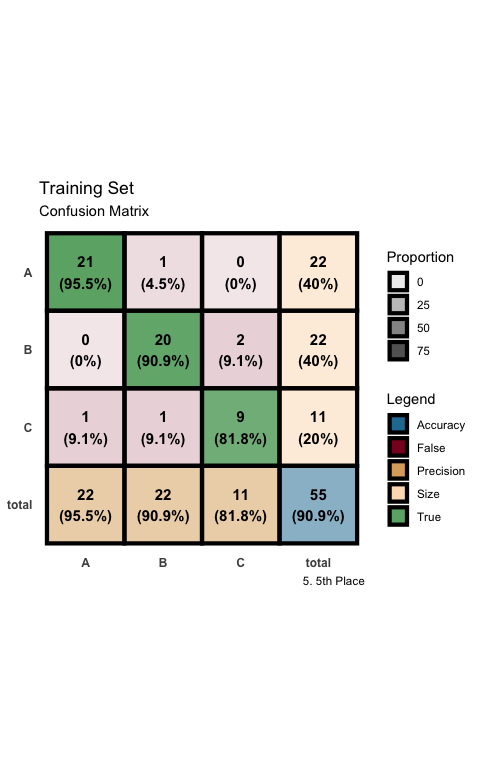 Training Set
Confusion Matrix
A
21
(95.5%)
1
(4.5%)
0
(0%)
22
(40%)
B
0
(0%)
20
(90.9%)
2
(9.1%)
22
(40%)
C
1
(9.1%)
1
(9.1%)
9
(81.8%)
11
(20%)
total
22
(95.5%)
22
(90.9%)
11
(81.8%)
55
(90.9%)
A B C total
5. 5th Place
Proportion
0
25
50
75
Legend
Accuracy
False
Precision
Size
True